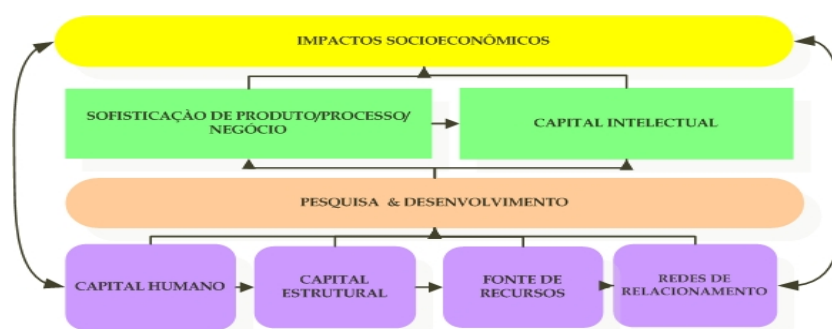 IMPACTOS SOCIOECONÔMICOS
SOFISTICAÇÀO DE PRODUTO/PROCESSO/
NEGÓCIO
CAPITAL INTELECTUAL
PESQUISA & DESENVOLVIMENTO
CAPITAL HUMANO
CAPITAL
ESTRUTURAL
FONTE DE
RECURSOS
REDES DE
RELACIONAMENTO